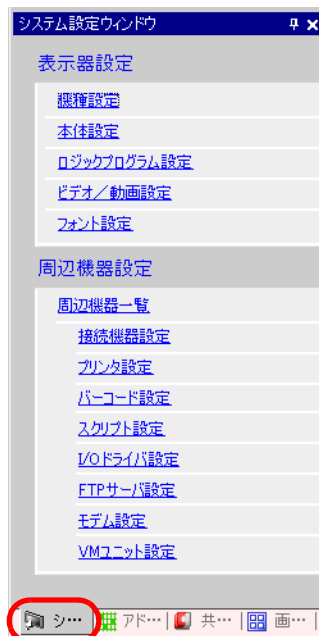 システム設定ウィンドウ
表示器設定
機種設定
本体設定
ロジックプログラム設定
ビデオ／動画設定
フォント設定
周辺機器設定
周辺機器一覧
接続機器設定
プリンタ設定
バーコード設定
スクリプト設定
I/Oドライバ設定
FTPサーバ設定
モデム設定
VMユニット設定
シ… アド… 共… 画…